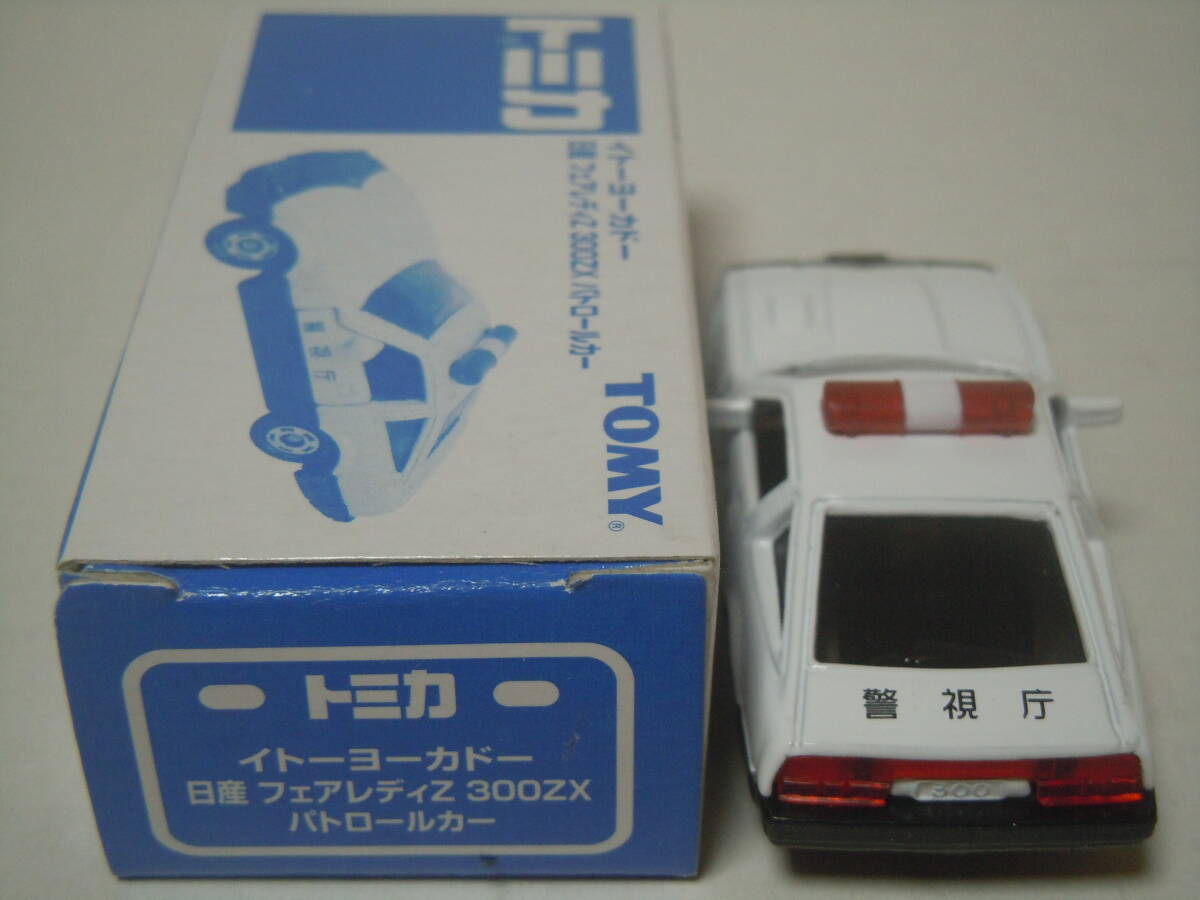 トミカ
イトーヨーカドー
日産 フェアレディZ 300ZX パトロールカー
TOMY®
警視庁
トミカ
イトーヨーカドー
日産 フェアレディZ 300ZX
パトロールカー
警視庁
300